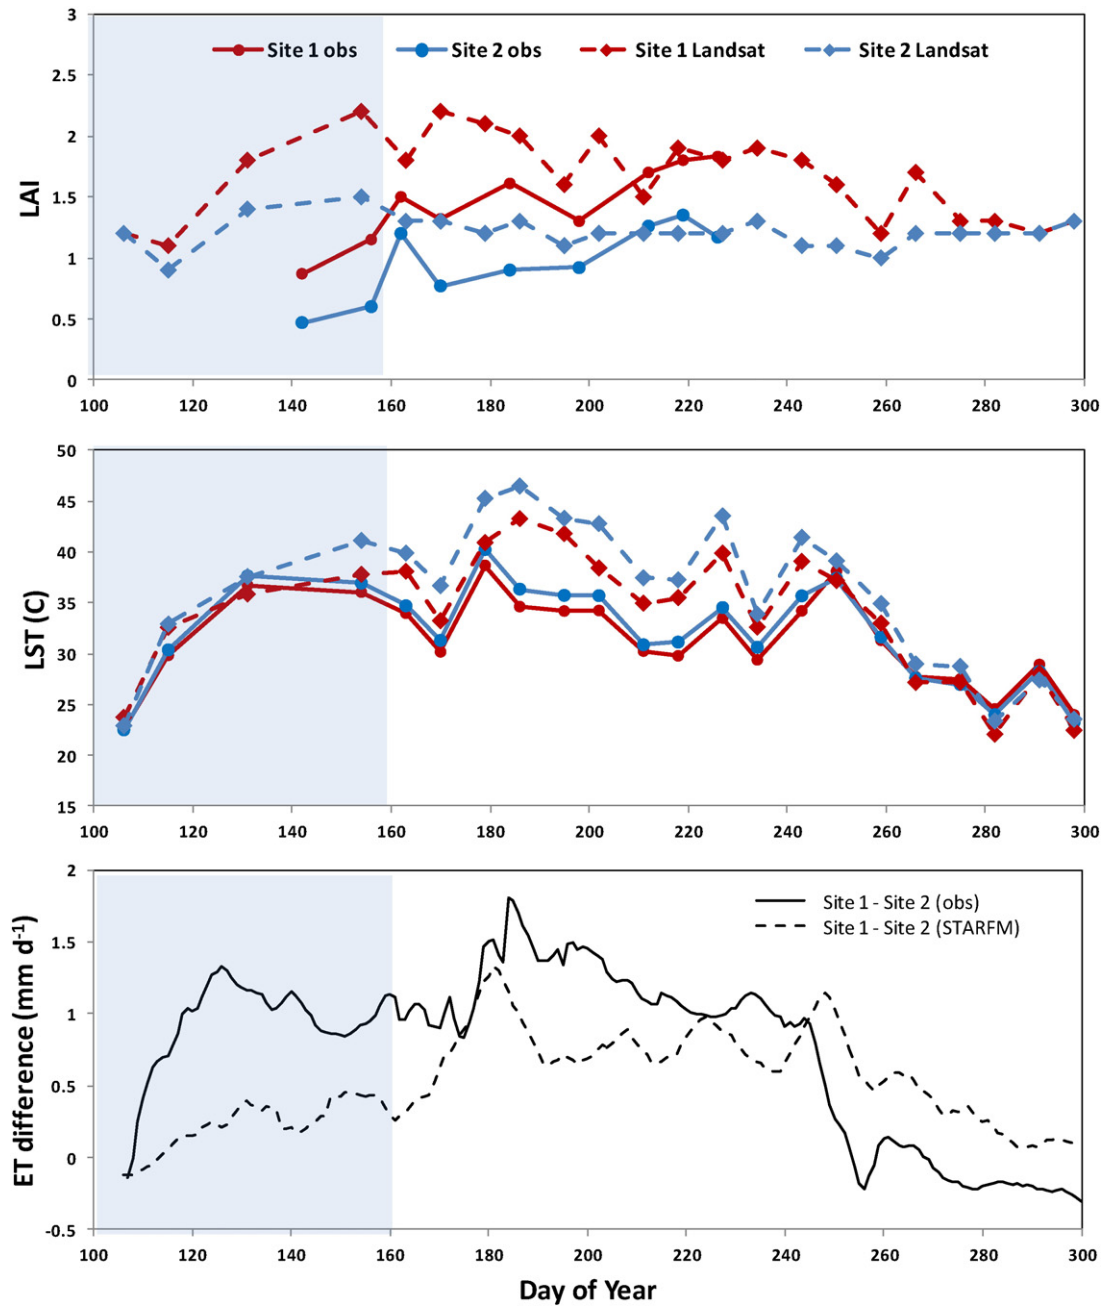 3
Site 1 obs Site 2 obs Site 1 Landsat Site 2 Landsat
2.5
2
1.5
1
0.5
0
LAI
100 120 140 160 180 200 220 240 260 280 300
50
45
40
35
30
25
20
15
LST (C)
100 120 140 160 180 200 220 240 260 280 300
2
Site 1 - Site 2 (obs)
Site 1 - Site 2 (STARFM)
1.5
1
0.5
0
-0.5
ET difference (mm d-1)
100 120 140 160 180 200 220 240 260 280 300
Day of Year